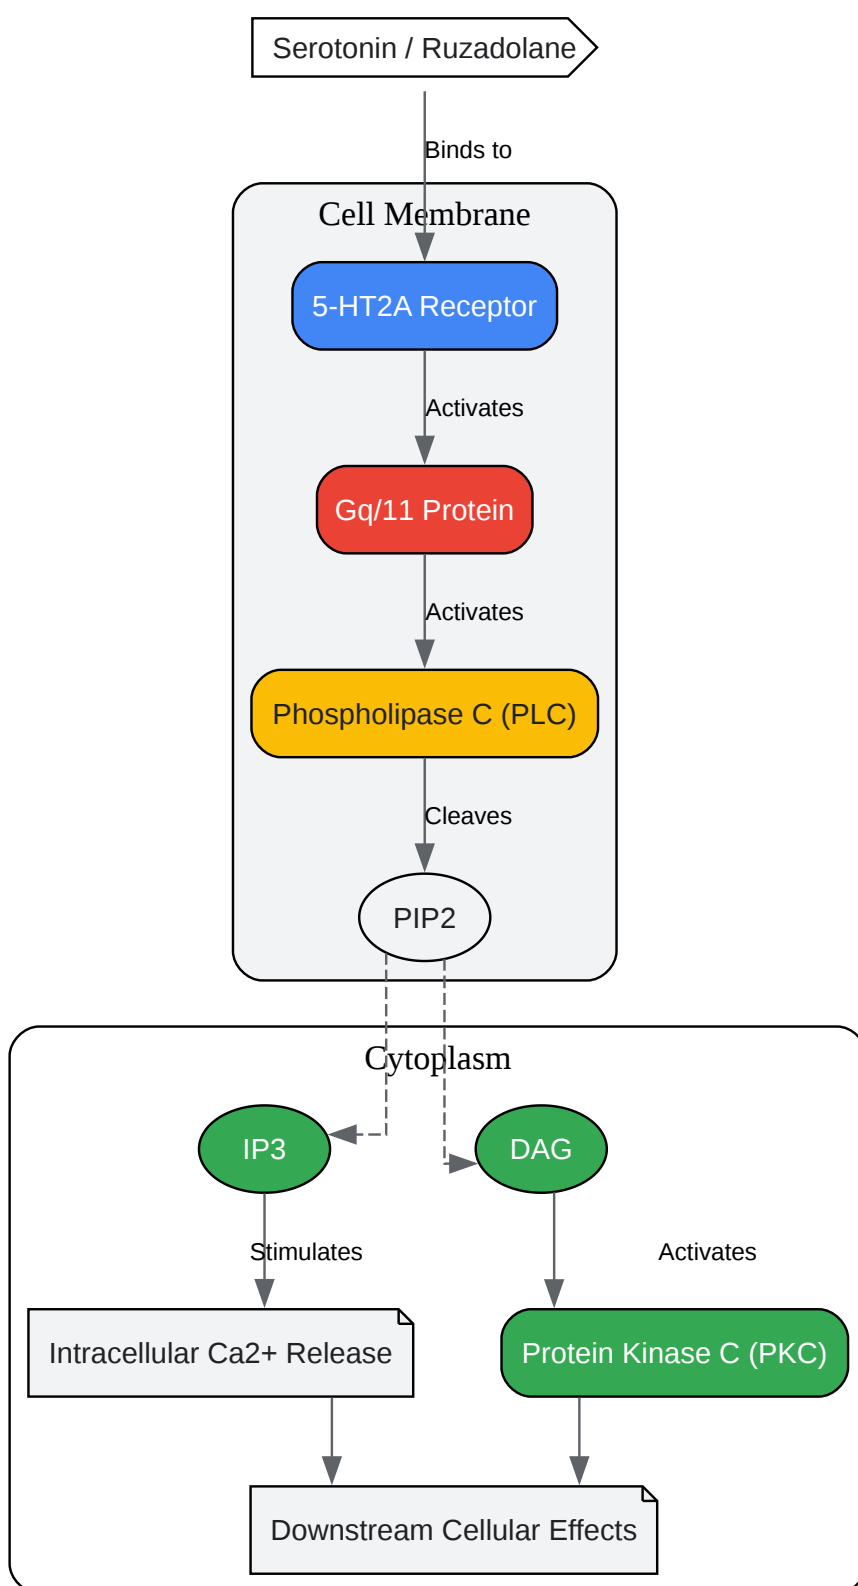 Serotonin / Ruzadolane
Binds to
Cell Membrane
5-HT2A Receptor
Activates
Gq/11 Protein
Activates
Phospholipase C (PLC)
Cleaves
PIP2
Cytoplasm
IP3
DAG
Stimulates
Activates
Intracellular Ca2+ Release
Protein Kinase C (PKC)
Downstream Cellular Effects